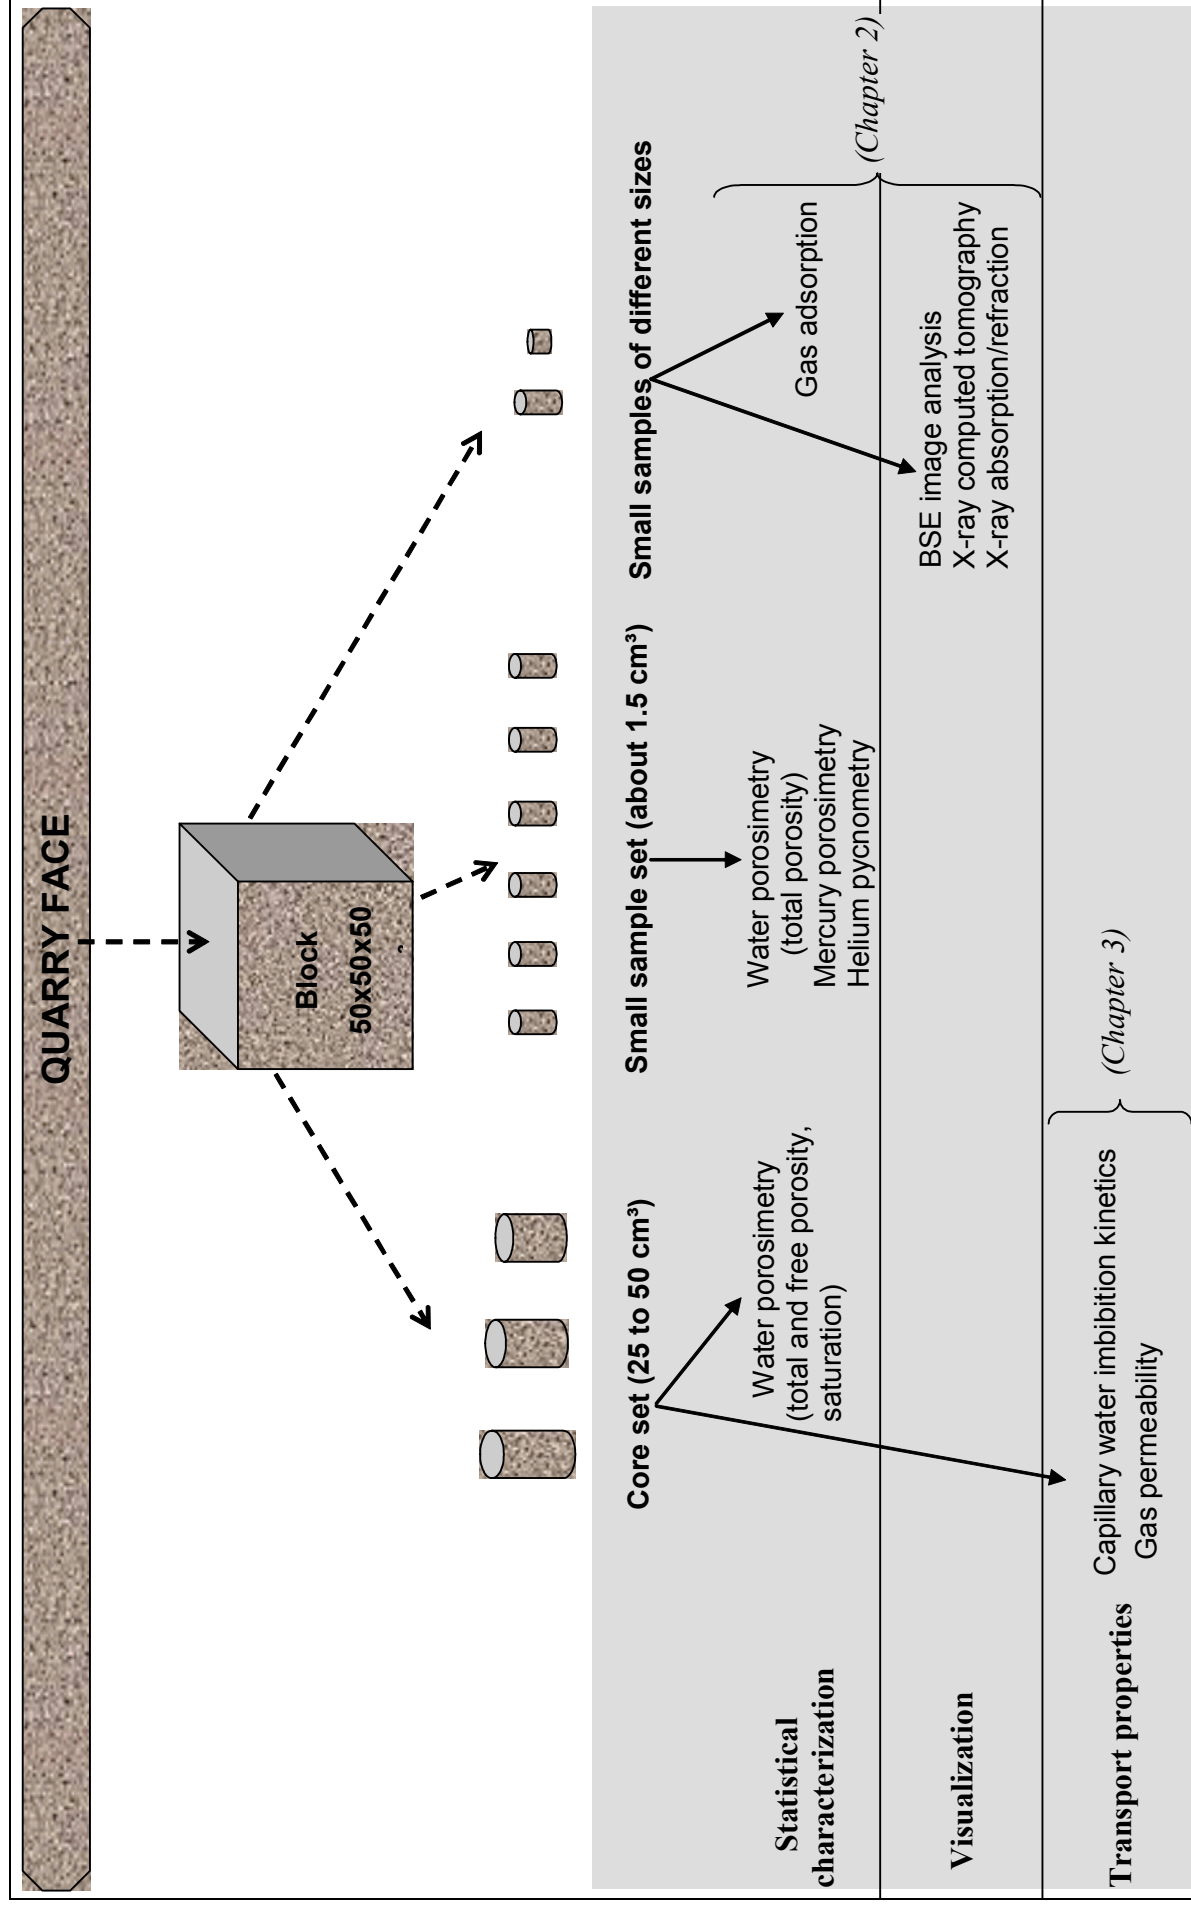 QUARRY FACE
Block
50x50x50
Core set (25 to 50 cm³)
Small sample set (about 1.5 cm³)
Small samples of different sizes
Statistical
characterization
Water porosimetry
(total and free porosity,
saturation)
Water porosimetry
(total porosity)
Mercury porosimetry
Helium pycnometry
Gas adsorption
(Chapter 2)
Visualization
BSE image analysis
X-ray computed tomography
X-ray absorption/refraction
Transport properties
Capillary water imbibition kinetics
Gas permeability
(Chapter 3)